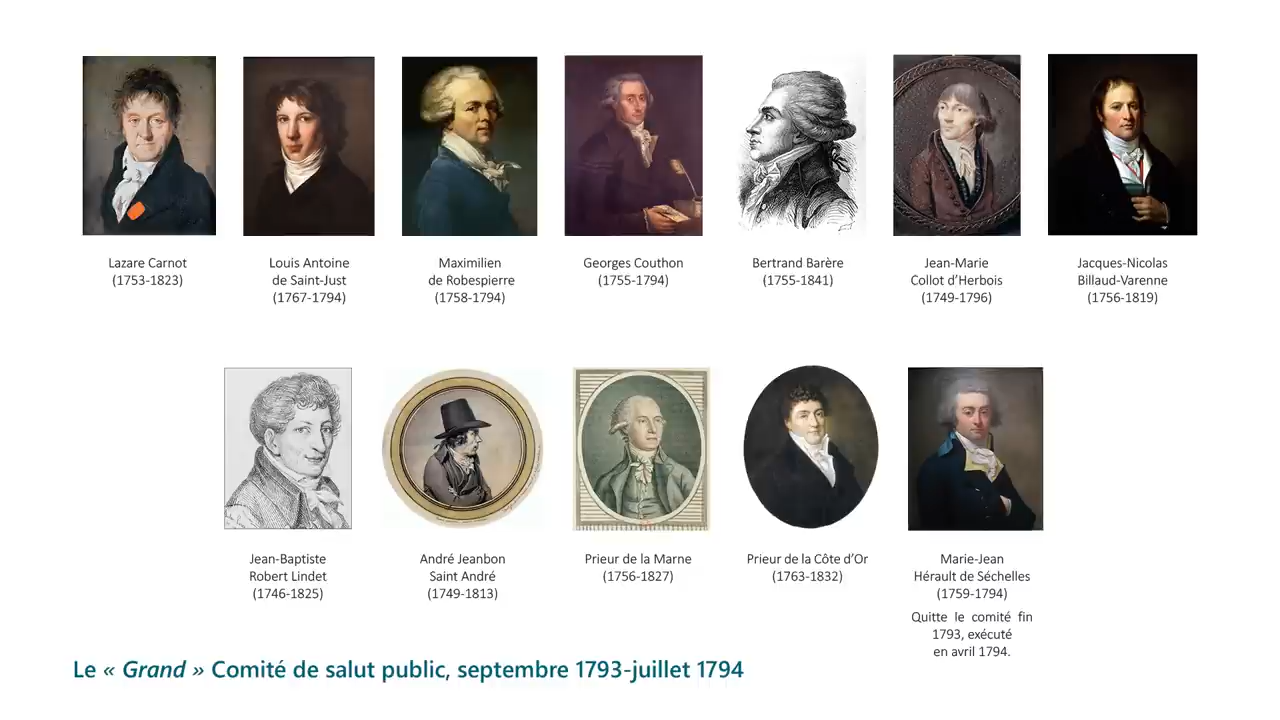 Lazare Carnot
(1753-1823)
Louis Antoine
de Saint-Just
(1767-1794)
Maximilien
de Robespierre
(1758-1794)
Georges Couthon
(1755-1794)
Bertrand Barère
(1755-1841)
Jean-Marie
Collot d’Herbois
(1749-1796)
Jacques-Nicolas
Billaud-Varenne
(1756-1819)
Jean-Baptiste
Robert Lindet
(1746-1825)
André Jeanbon
Saint André
(1749-1813)
Prieur de la Marne
(1756-1827)
Prieur de la Côte d’Or
(1763-1832)
Marie-Jean
Hérault de Séchelles
(1759-1794)
Quitte le comité fin
1793, exécuté
en avril 1794.
Le « Grand » Comité de salut public, septembre 1793-juillet 1794